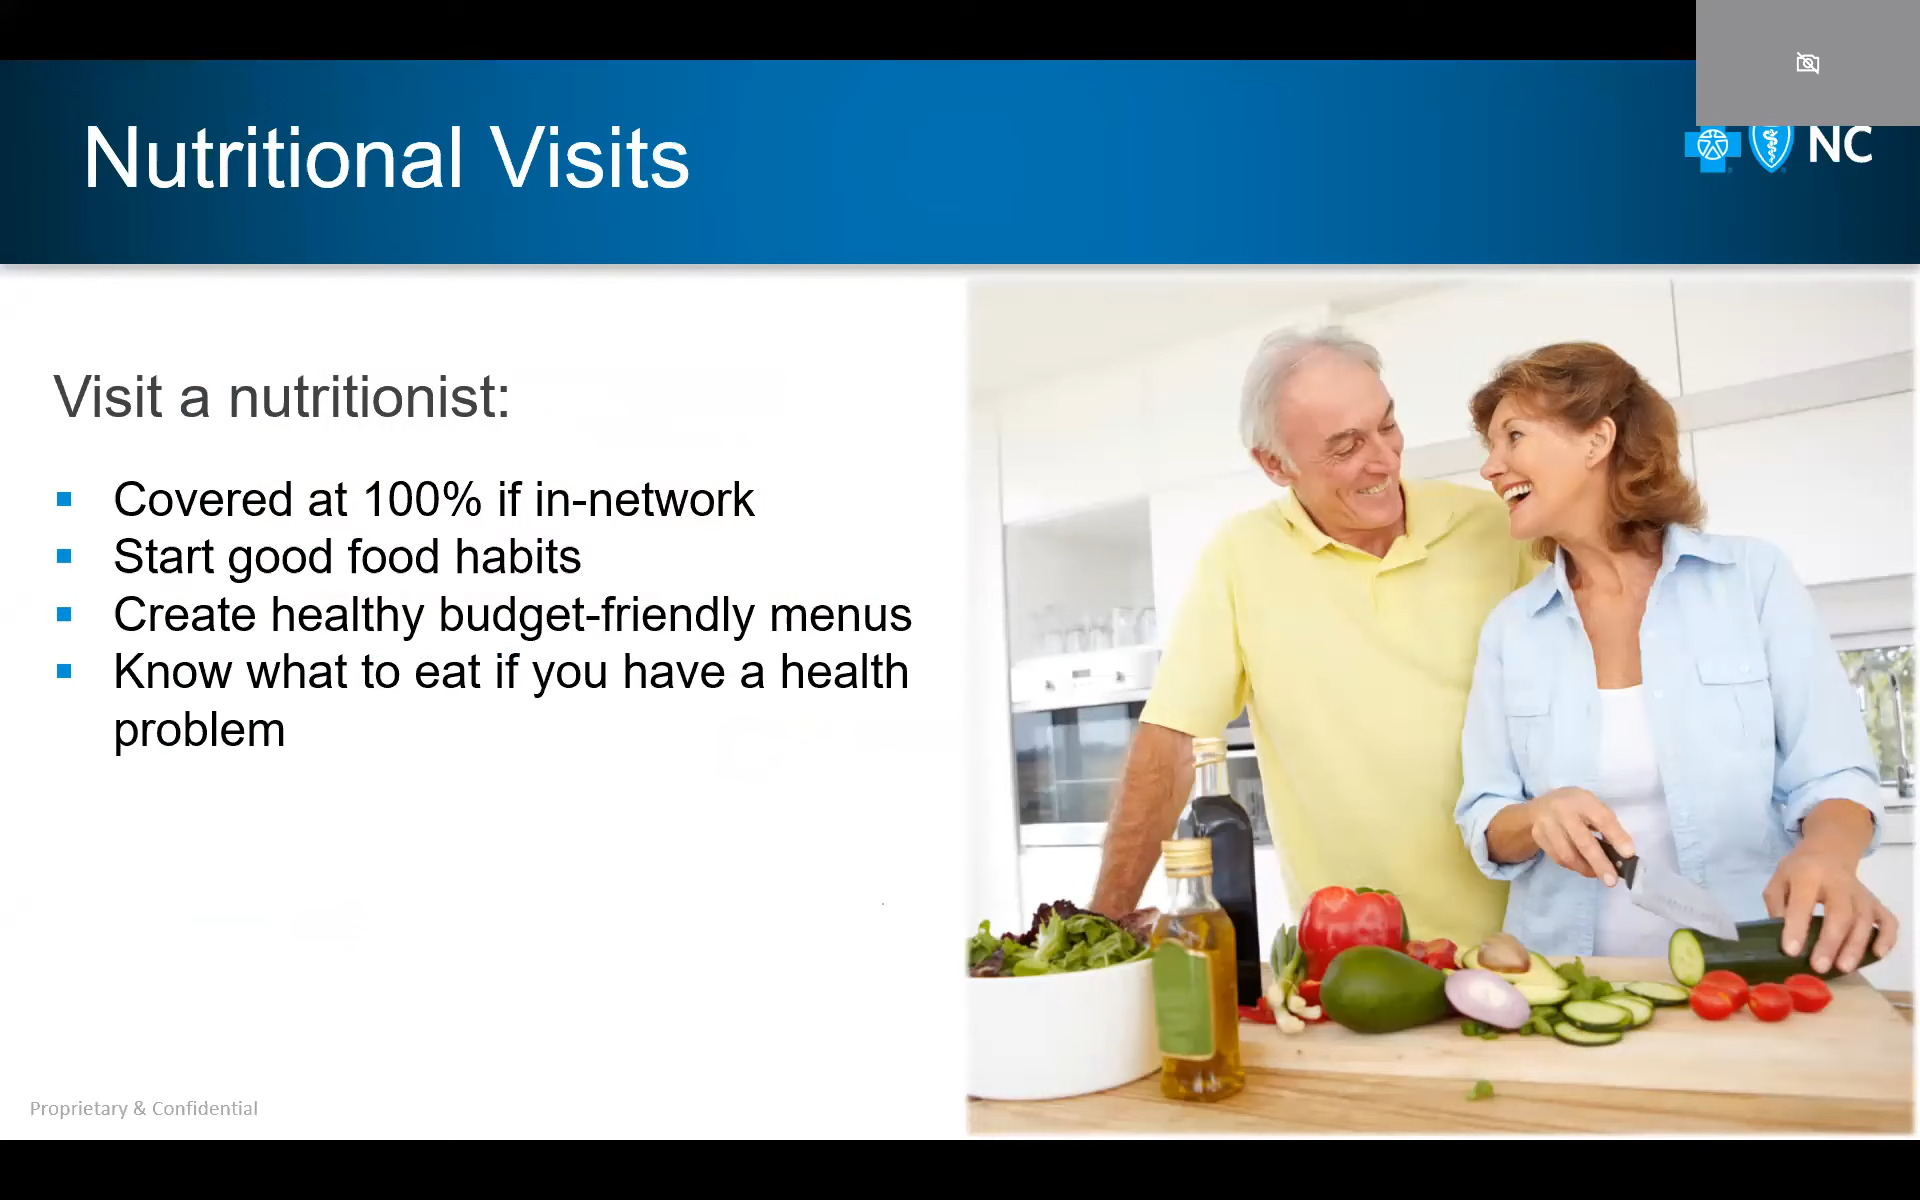 Nutritional Visits
NC
Visit a nutritionist:
Covered at 100% if in-network
Start good food habits
Create healthy budget-friendly menus
Know what to eat if you have a health
problem
Proprietary & Confidential